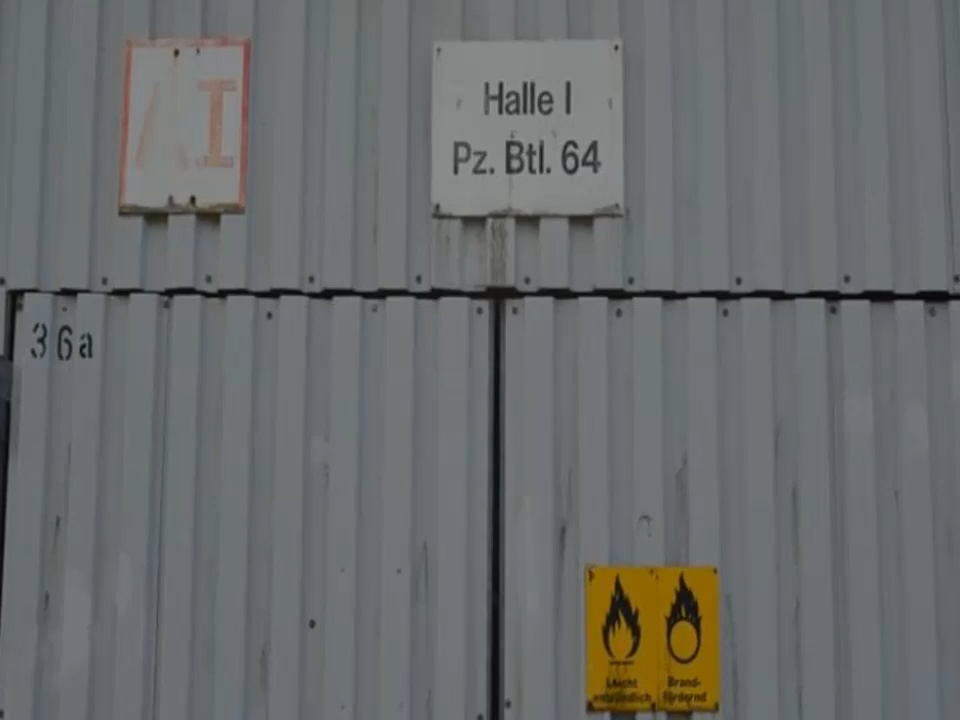 Halle I
Pz. Btl. 64
36a
Leicht
entzündlich
Brand-
fördernd